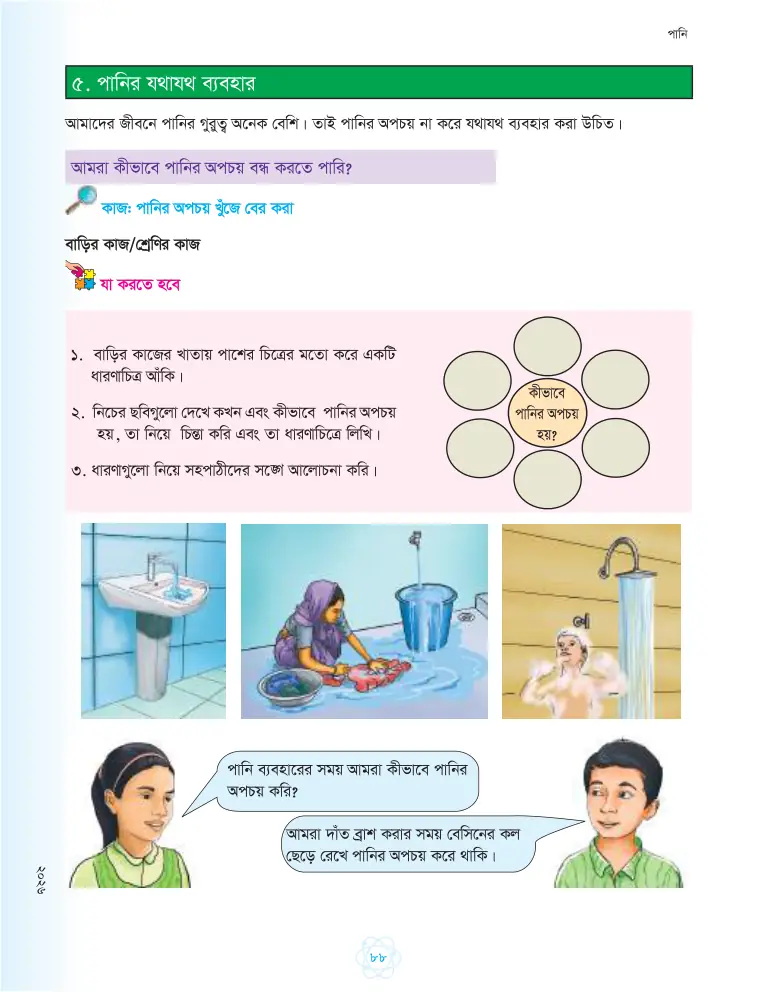 পানি
৫. পানির যথাযথ ব্যবহার
আমাদের জীবনে পানির গুরুত্ব অনেক বেশি। তাই পানির অপচয় না করে যথাযথ ব্যবহার করা উচিত।
আমরা কীভাবে পানির অপচয় বন্ধ করতে পারি?
কাজ: পানির অপচয় খুঁজে বের করা
বাড়ির কাজ/শ্রেণির কাজ
যা করতে হবে
১. বাড়ির কাজের খাতায় পাশের চিত্রের মতো করে একটি
ধারণাচিত্র আঁকি।
২. নিচের ছবিগুলো দেখে কখন এবং কীভাবে পানির অপচয়
হয়, তা নিয়ে চিন্তা করি এবং তা ধারণাচিত্রে লিখি।
৩. ধারণাগুলো নিয়ে সহপাঠীদের সঙ্গে আলোচনা করি।
কীভাবে
পানির অপচয়
হয়?
পানি ব্যবহারের সময় আমরা কীভাবে পানির
অপচয় করি?
আমরা দাঁত ব্রাশ করার সময় বেসিনের কল
ছেড়ে রেখে পানির অপচয় করে থাকি।
২০২৫
৮৮